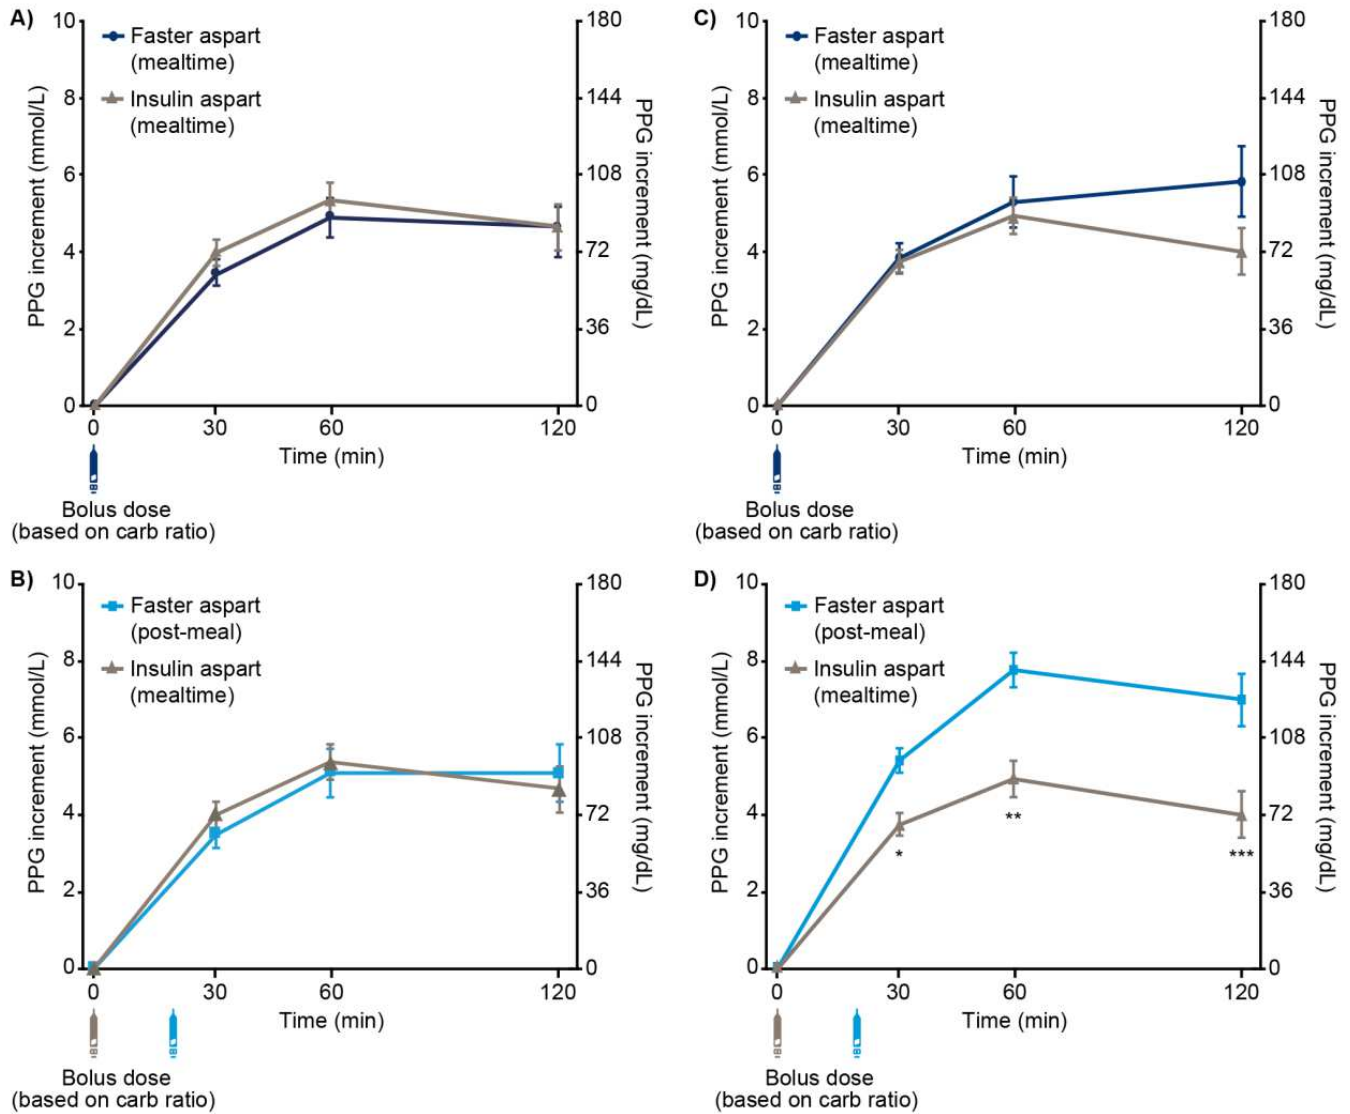 A)
10
8
6
4
2
0
180
144
108
72
36
0
PPG increment (mmol/L)
PPG increment (mg/dL)
Faster aspart
(mealtime)
Insulin aspart
(mealtime)
0 30 60 120
Time (min)
Bolus dose
(based on carb ratio)
C)
10
8
6
4
2
0
180
144
108
72
36
0
PPG increment (mmol/L)
PPG increment (mg/dL)
Faster aspart
(mealtime)
Insulin aspart
(mealtime)
0 30 60 120
Time (min)
Bolus dose
(based on carb ratio)
B)
10
8
6
4
2
0
180
144
108
72
36
0
PPG increment (mmol/L)
PPG increment (mg/dL)
Faster aspart
(post-meal)
Insulin aspart
(mealtime)
0 30 60 120
Time (min)
Bolus dose
(based on carb ratio)
D)
10
8
6
4
2
0
180
144
108
72
36
0
PPG increment (mmol/L)
PPG increment (mg/dL)
Faster aspart
(post-meal)
Insulin aspart
(mealtime)
**
* ***
0 30 60 120
Time (min)
Bolus dose
(based on carb ratio)